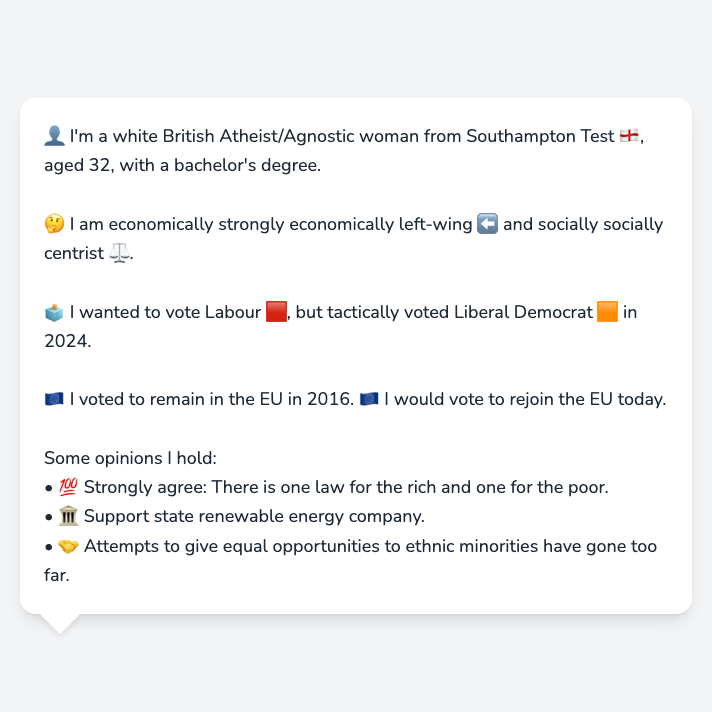 👤 I'm a white British Atheist/Agnostic woman from Southampton Test 🏴󠁧󠁢󠁥󠁮󠁧󠁿,
aged 32, with a bachelor's degree.
🤔 I am economically strongly economically left-wing ⬅️ and socially socially
centrist ⚖️.
🗳️ I wanted to vote Labour 🟥, but tactically voted Liberal Democrat 🟧 in
2024.
🇪🇺 I voted to remain in the EU in 2016. 🇪🇺 I would vote to rejoin the EU today.
Some opinions I hold:
• 💯 Strongly agree: There is one law for the rich and one for the poor.
• 🏛️ Support state renewable energy company.
• 🤝 Attempts to give equal opportunities to ethnic minorities have gone too
far.